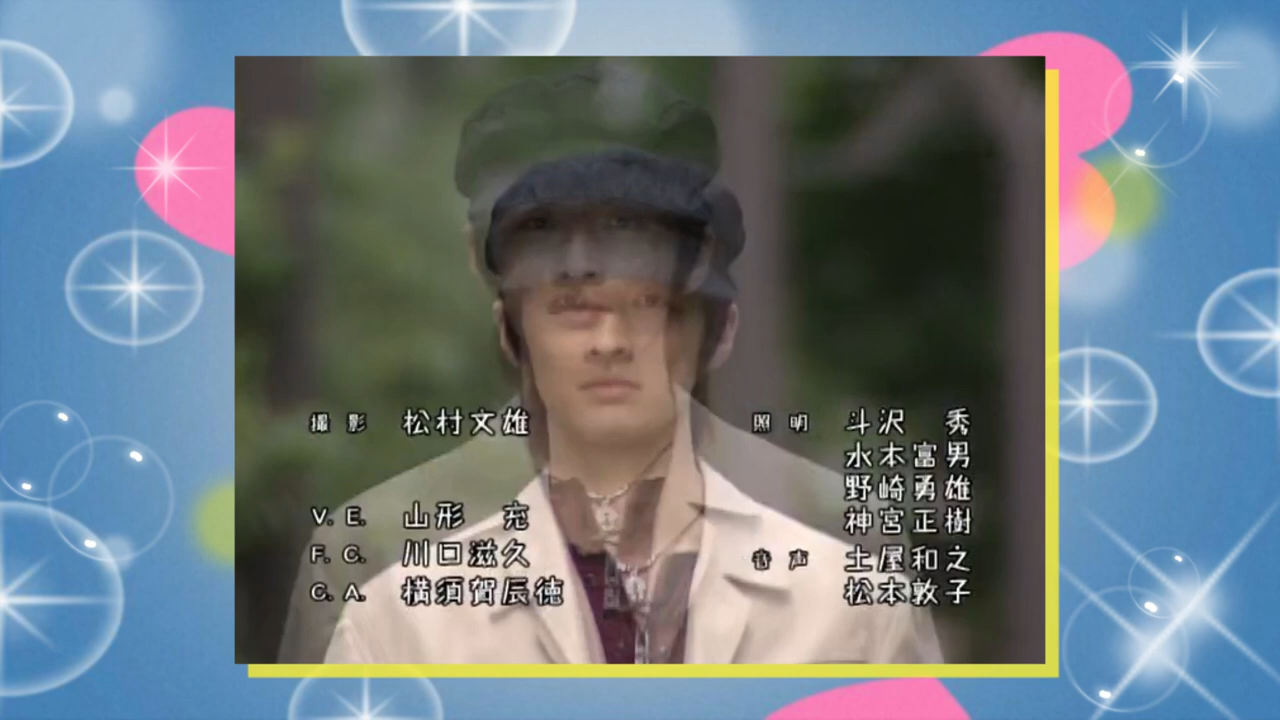 撮影 松村文雄
V. E. 山形 充
F. C. 川口滋久
C. A. 横須賀辰徳
照明 斗沢 秀
水本富男
野崎勇雄
神宮正樹
音声 土屋和之
松本敦子